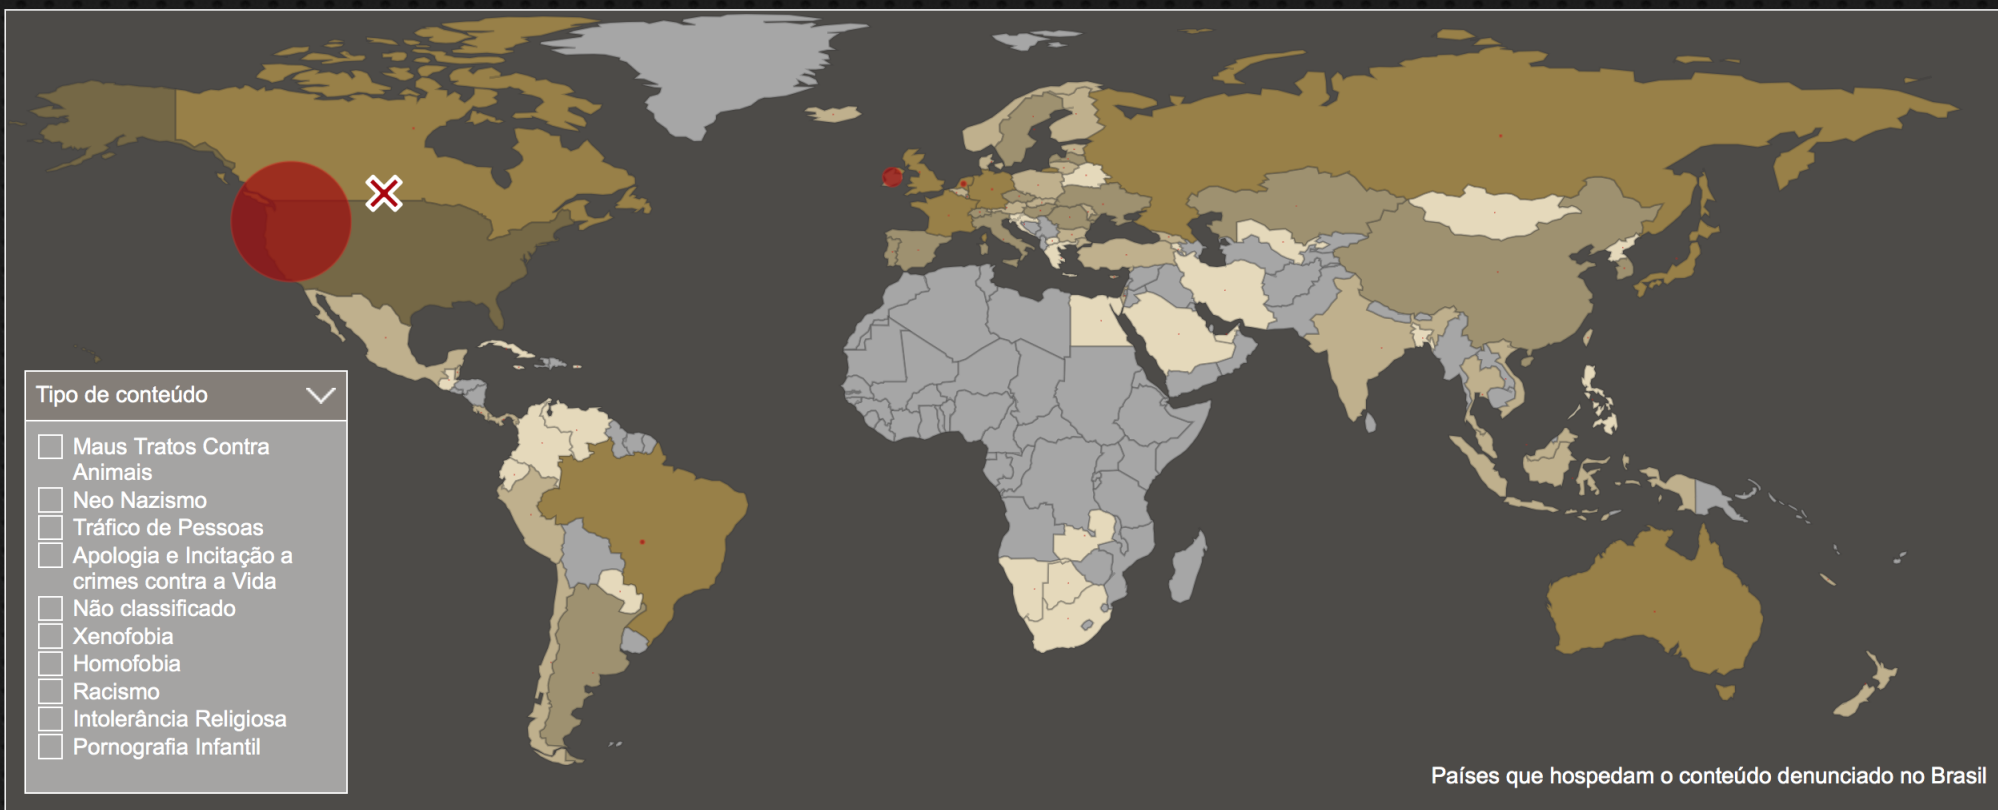 Tipo de conteúdo
Maus Tratos Contra
Animais
Neo Nazismo
Tráfico de Pessoas
Apologia e Incitação a
crimes contra a Vida
Não classificado
Xenofobia
Homofobia
Racismo
Intolerância Religiosa
Pornografia Infantil
Países que hospedam o conteúdo denunciado no Brasil